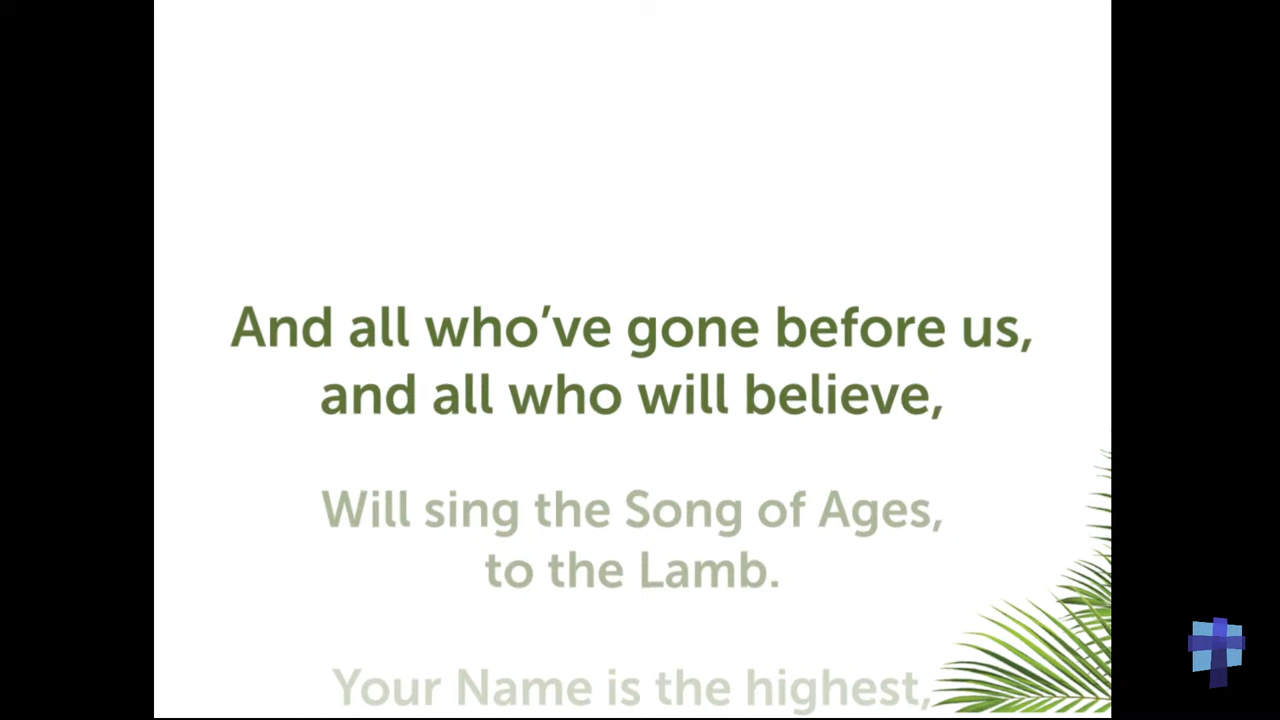 And all who’ve gone before us,
and all who will believe,
Will sing the Song of Ages,
to the Lamb.
Your Name is the highest,